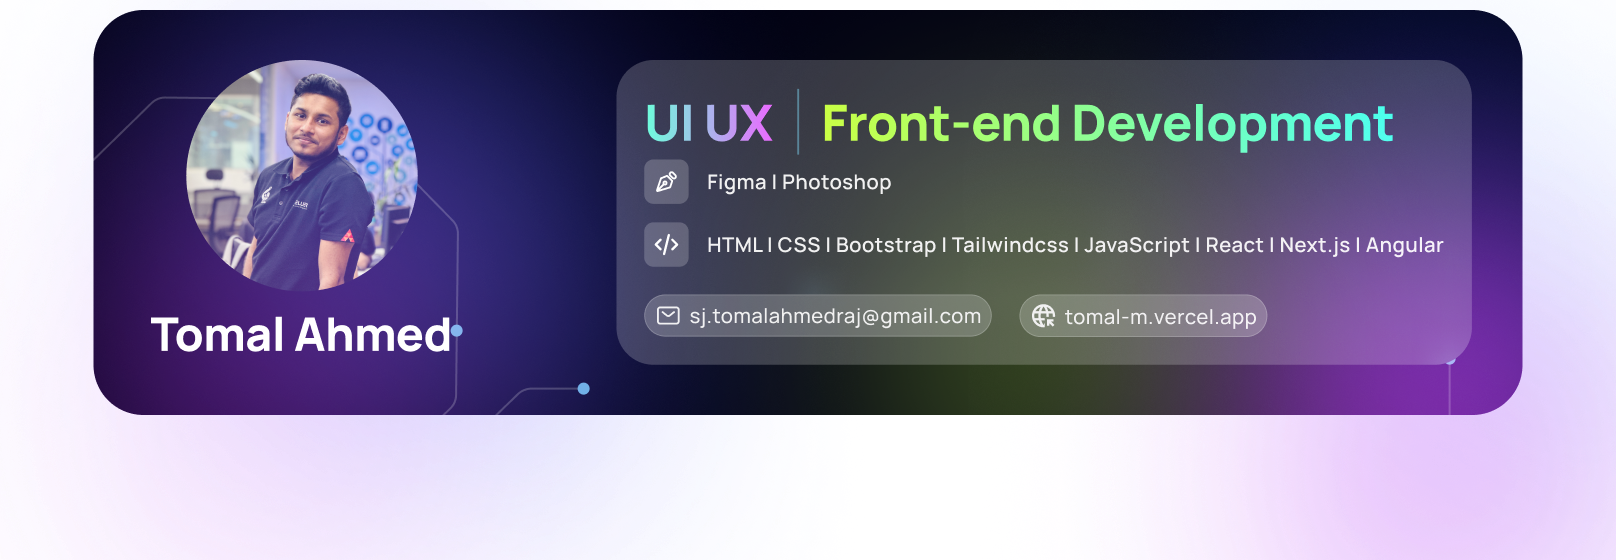 UI UX | Front-end Development
Figma | Photoshop
HTML | CSS | Bootstrap | Tailwindcss | JavaScript | React | Next.js | Angular
sj.tomalahmedraj@gmail.com
tomal-m.vercel.app
Tomal Ahmed